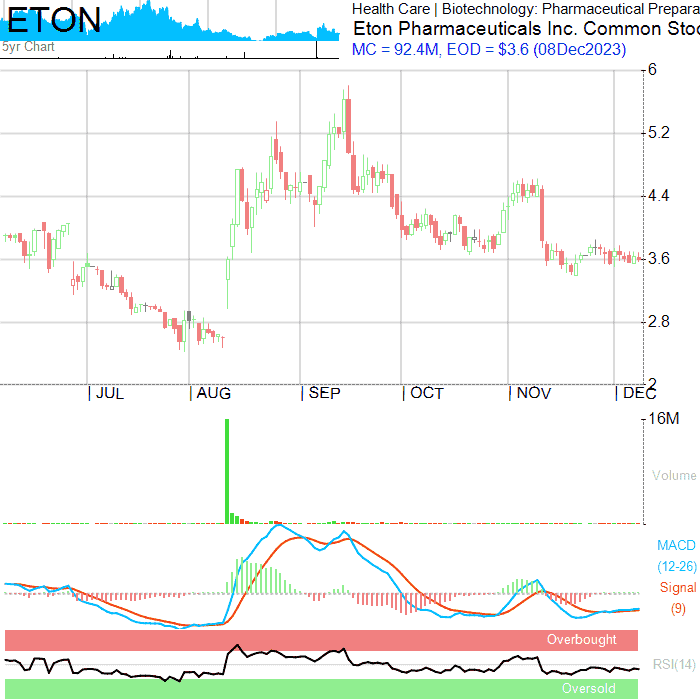 ETON
5yr Chart
Health Care | Biotechnology: Pharmaceutical Prepara
Eton Pharmaceuticals Inc. Common Stoc
MC = 92.4M, EOD = $3.6 (08Dec2023)
6
5.2
4.4
3.6
2.8
2
JUL AUG SEP OCT NOV DEC
16M
Volume
MACD
(12-26)
Signal
(9)
Overbought
RSI(14)
Oversold